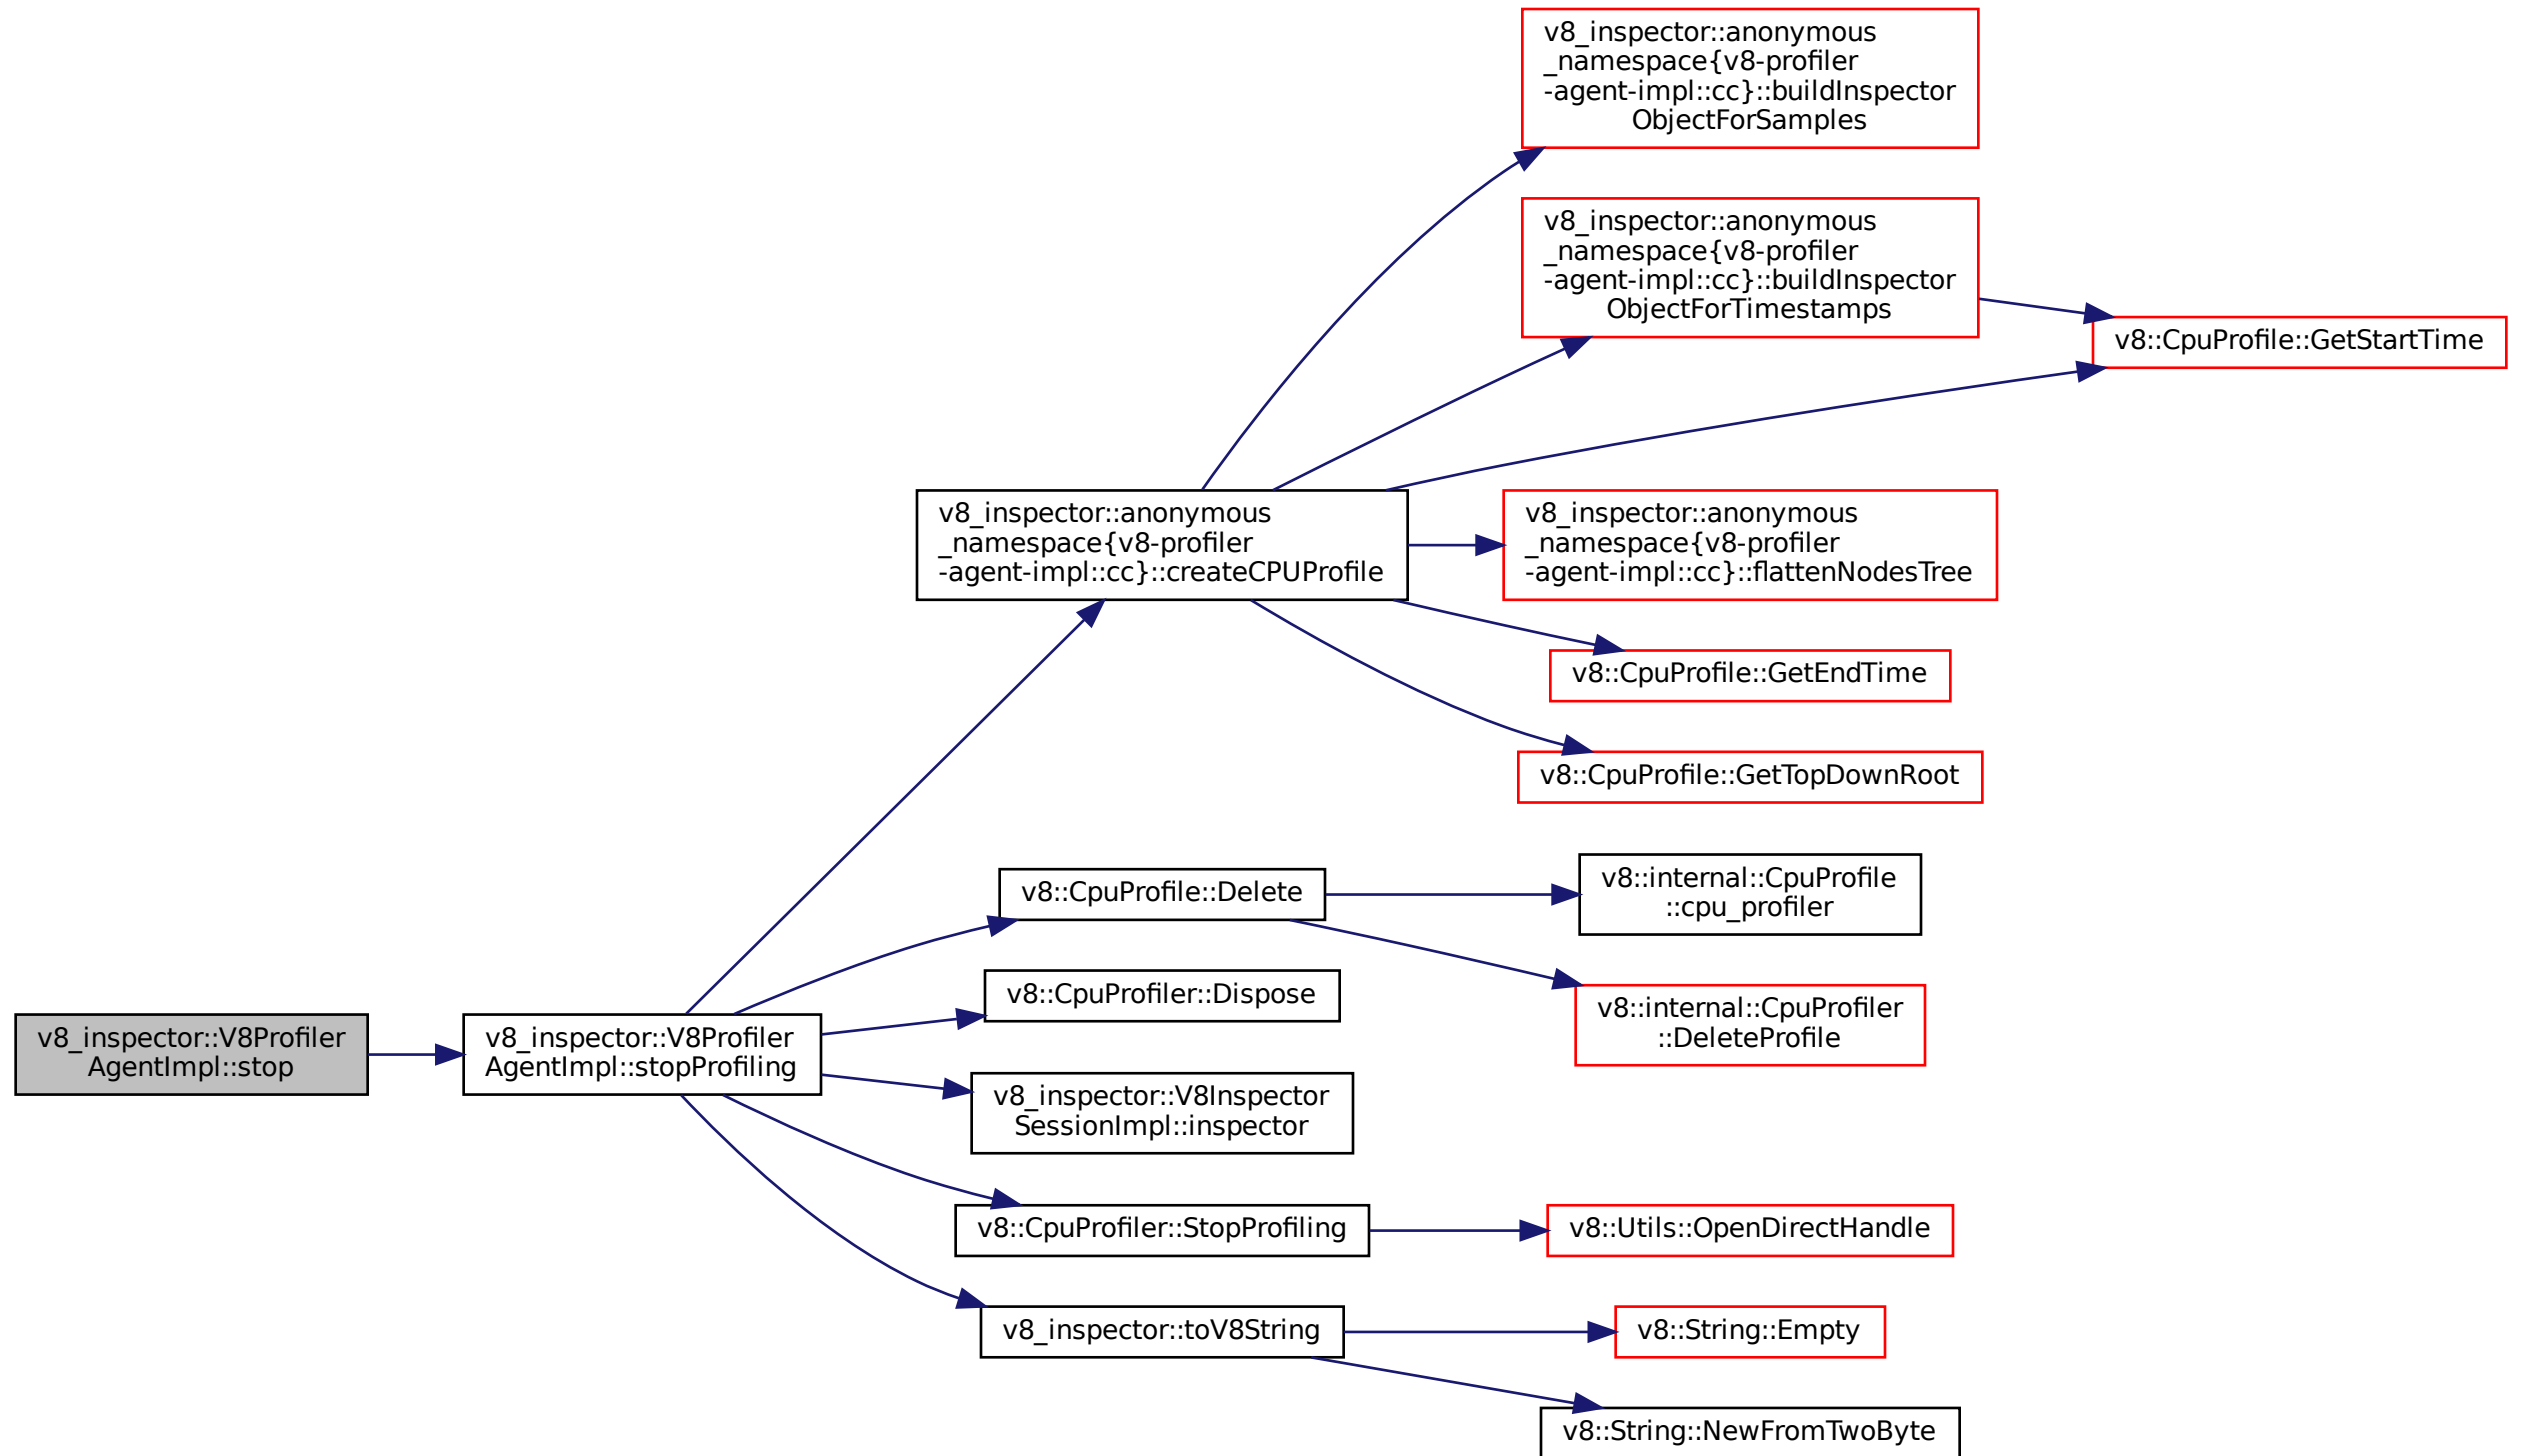 v8_inspector::anonymous
_namespace{v8-profiler
-agent-impl::cc}::buildInspector
ObjectForSamples
v8_inspector::anonymous
_namespace{v8-profiler
-agent-impl::cc}::buildInspector
ObjectForTimestamps
v8::CpuProfile::GetStartTime
v8_inspector::anonymous
_namespace{v8-profiler
-agent-impl::cc}::createCPUProfile
v8_inspector::anonymous
_namespace{v8-profiler
-agent-impl::cc}::flattenNodesTree
v8::CpuProfile::GetEndTime
v8::CpuProfile::GetTopDownRoot
v8::CpuProfile::Delete
v8::internal::CpuProfile
::cpu_profiler
v8::CpuProfiler::Dispose
v8::internal::CpuProfiler
::DeleteProfile
v8_inspector::V8Profiler
AgentImpl::stop
v8_inspector::V8Profiler
AgentImpl::stopProfiling
v8_inspector::V8Inspector
SessionImpl::inspector
v8::CpuProfiler::StopProfiling
v8::Utils::OpenDirectHandle
v8_inspector::toV8String
v8::String::Empty
v8::String::NewFromTwoByte